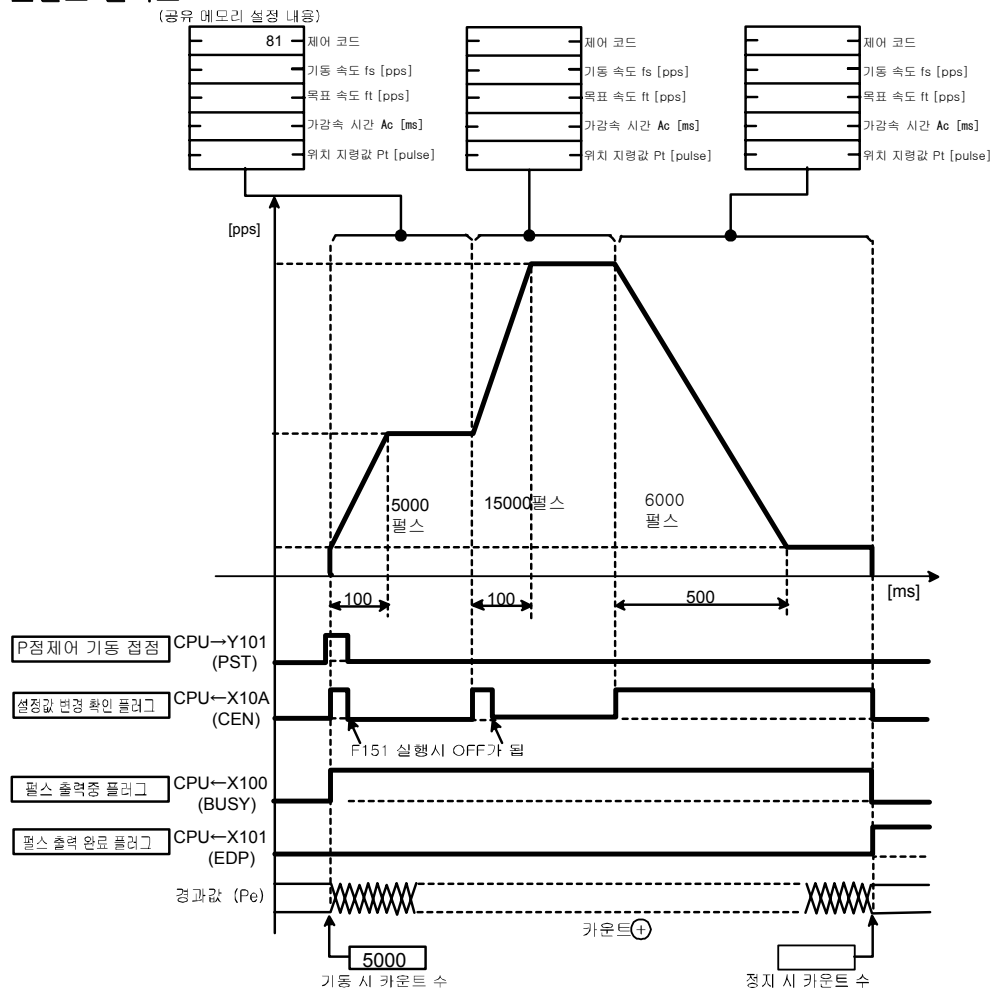 (공유 메모리 설정 내용)
81
제어 코드
기동 속도 fs [pps]
목표 속도 ft [pps]
가감속 시간 Ac [ms]
위치 지령값 Pt [pulse]
제어 코드
기동 속도 fs [pps]
목표 속도 ft [pps]
가감속 시간 Ac [ms]
위치 지령값 Pt [pulse]
제어 코드
기동 속도 fs [pps]
목표 속도 ft [pps]
가감속 시간 Ac [ms]
위치 지령값 Pt [pulse]
[pps]
5000
펄스
15000펄스
6000
펄스
100
100
500
[ms]
P점제어 기동 접점
CPU→Y101
(PST)
설정값 변경 확인 플러그
CPU←X10A
(CEN)
F151 실행시 OFF가 됨
펄스 출력중 플러그
CPU←X100
(BUSY)
펄스 출력 완료 플러그
CPU←X101
(EDP)
경과값 (Pe)
카운트+
5000
기동 시 카운트 수
정지 시 카운트 수